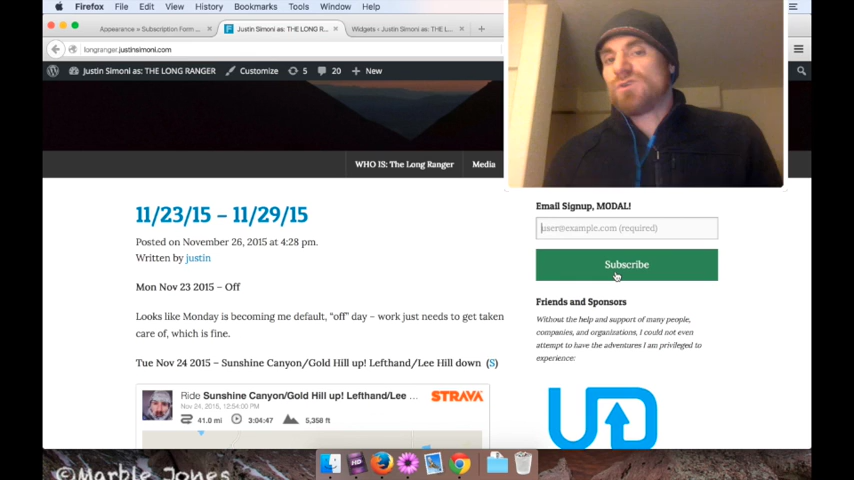 Firefox File Edit View History Bookmarks Tools Window Help
Appearance » Subscription Form ...
Justin Simoni as: THE LONG R...
Widgets ‹ Justin Simoni as: THE L...
longranger.justinsimoni.com
Justin Simoni as: THE LONG RANGER Customize 5 20 New
WHO IS: The Long Ranger Media
11/23/15 – 11/29/15
Posted on November 26, 2015 at 4:28 pm.
Written by justin
Mon Nov 23 2015 – Off
Looks like Monday is becoming me default, "off" day – work just needs to get taken
care of, which is fine.
Tue Nov 24 2015 – Sunshine Canyon/Gold Hill up! Lefthand/Lee Hill down (S)
Ride Sunshine Canyon/Gold Hill up! Lefthand/Lee ...
STRAVA
Nov 24, 2015, 12:54:00 PM
41.0 mi 3:04:47 5,358 ft
Email Signup, MODAL!
user@example.com (required)
Subscribe
Friends and Sponsors
Without the help and support of many people,
companies, and organizations, I could not even
attempt to have the adventures I am privileged to
experience:
UD
HD
©Marble Jones